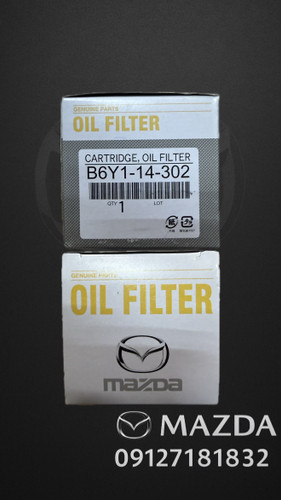 GENUINE PARTS
OIL FILTER
CARTRIDGE, OIL FILTER
B6Y1-14-302
QTY 1 LOT
GENUINE PARTS
OIL FILTER
mazda
MAZDA
09127181832